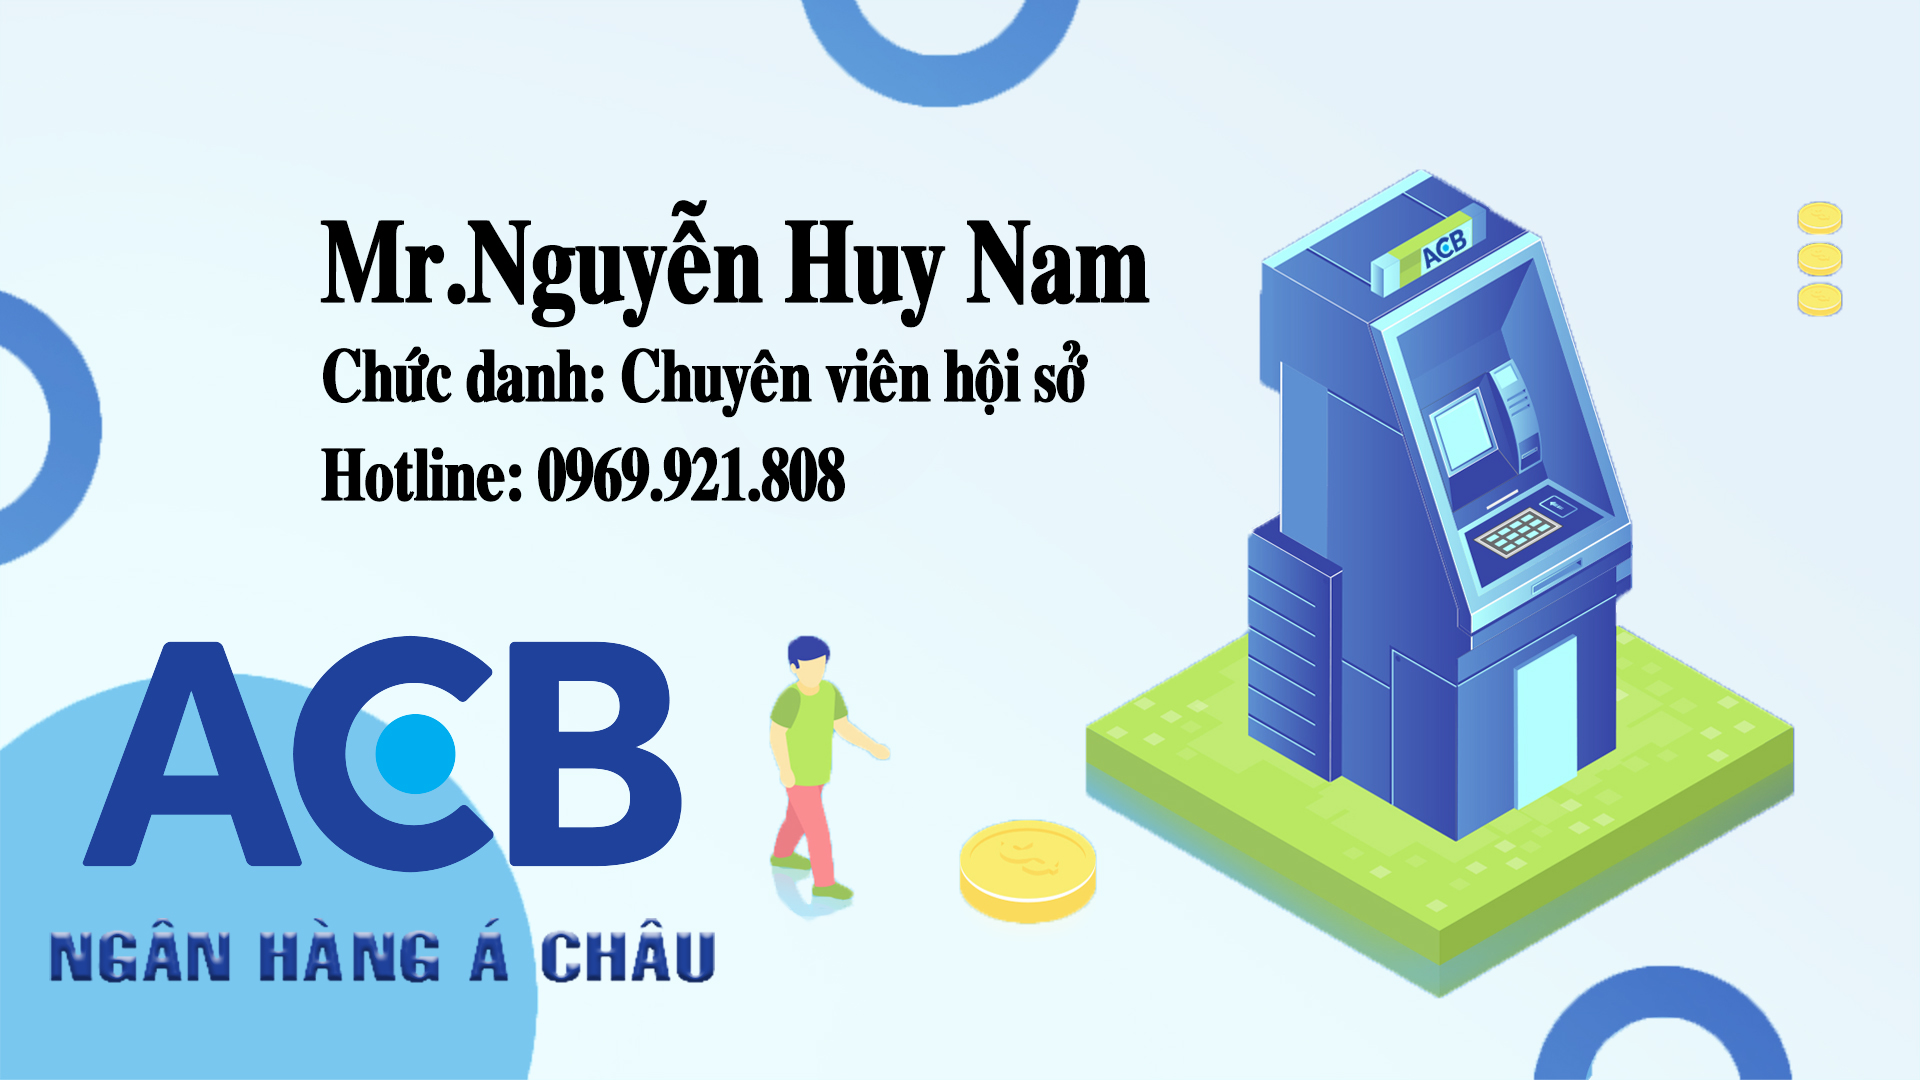 Mr.Nguyễn Huy Nam
Chức danh: Chuyên viên hội sở
Hotline: 0969.921.808
ACB
ACB
NGÂN HÀNG Á CHÂU